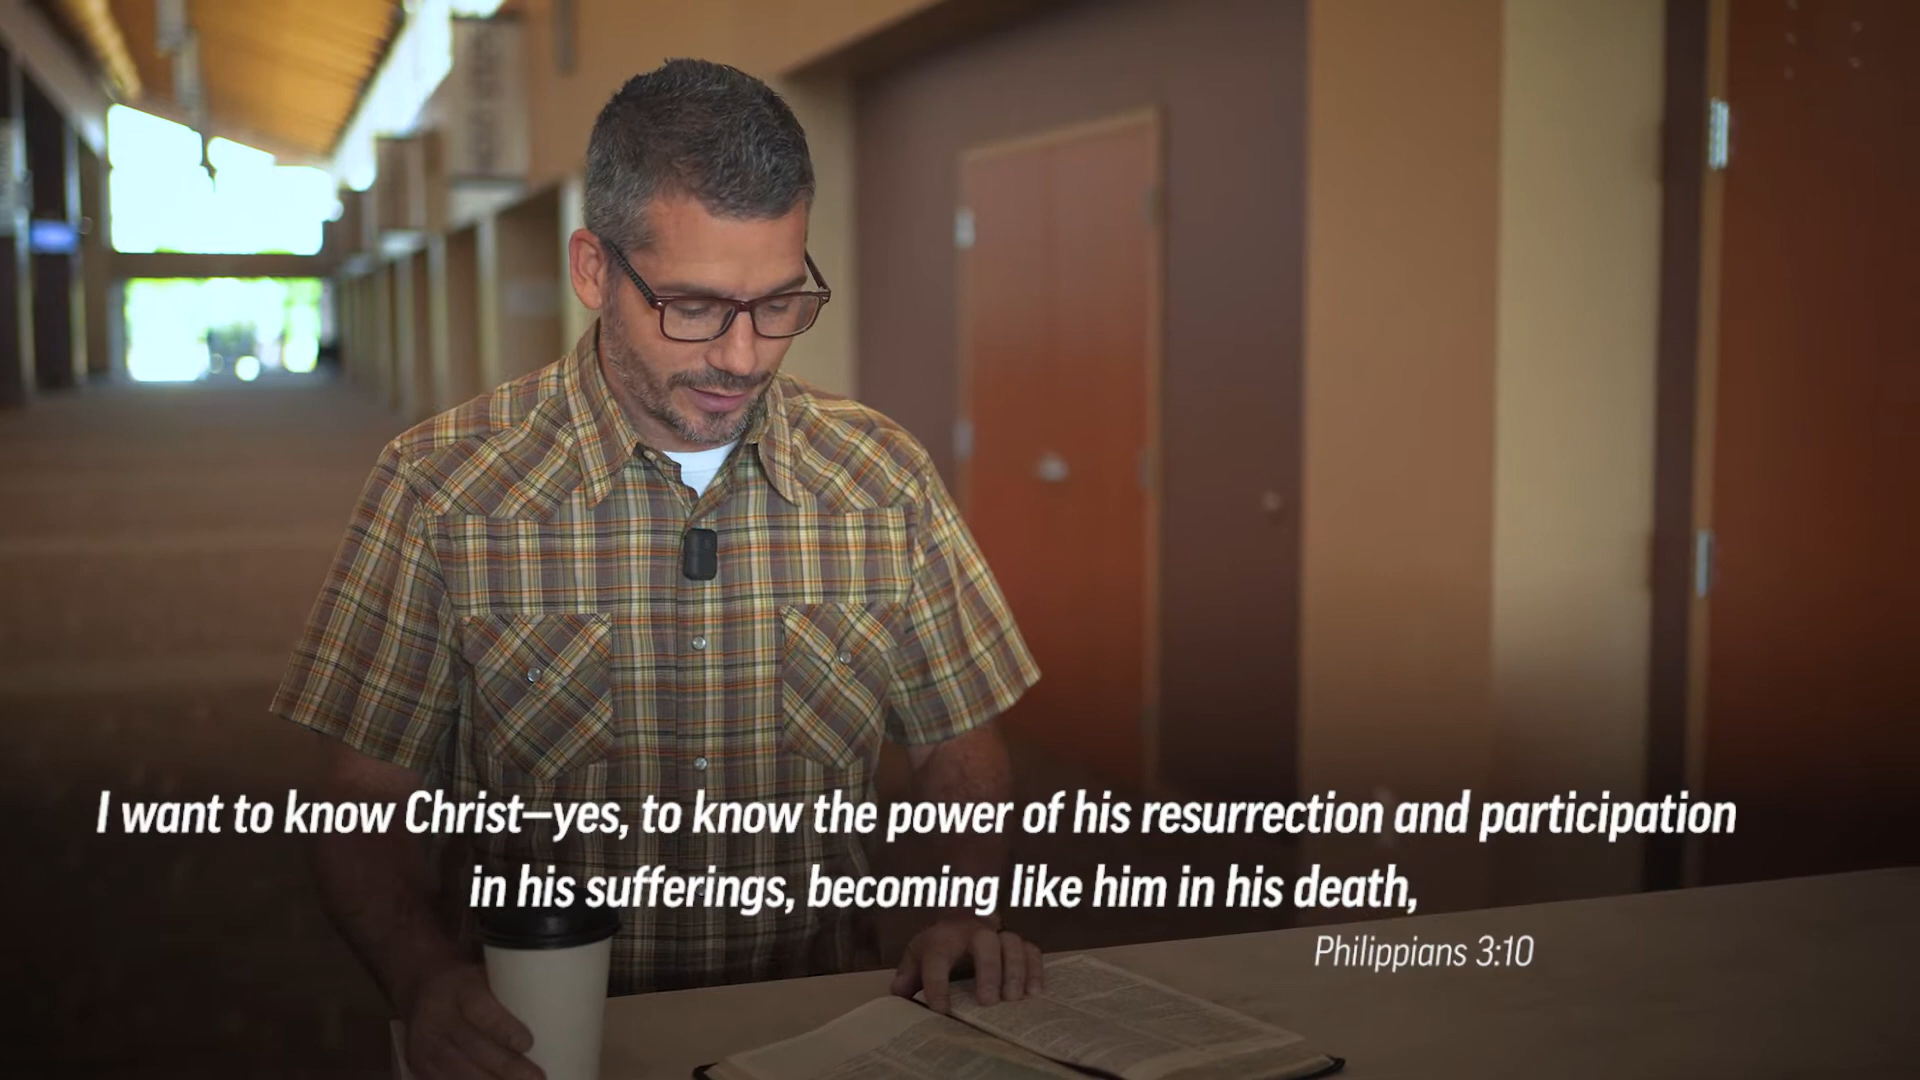 I want to know Christ—yes, to know the power of his resurrection and participation
in his sufferings, becoming like him in his death,
Philippians 3:10